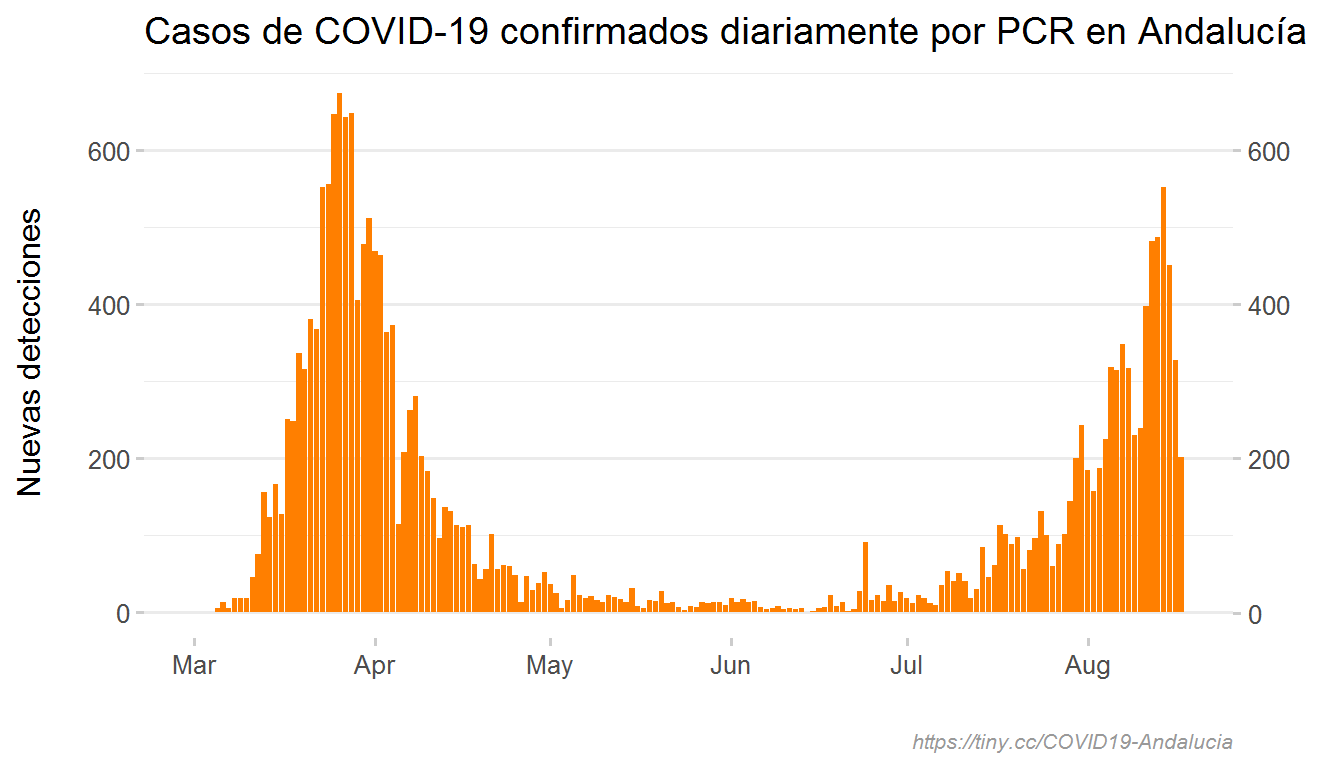 Casos de COVID-19 confirmados diariamente por PCR en Andalucía
Nuevas detecciones
600
400
200
0
600
400
200
0
Mar Apr May Jun Jul Aug
https://tiny.cc/COVID19-Andalucia